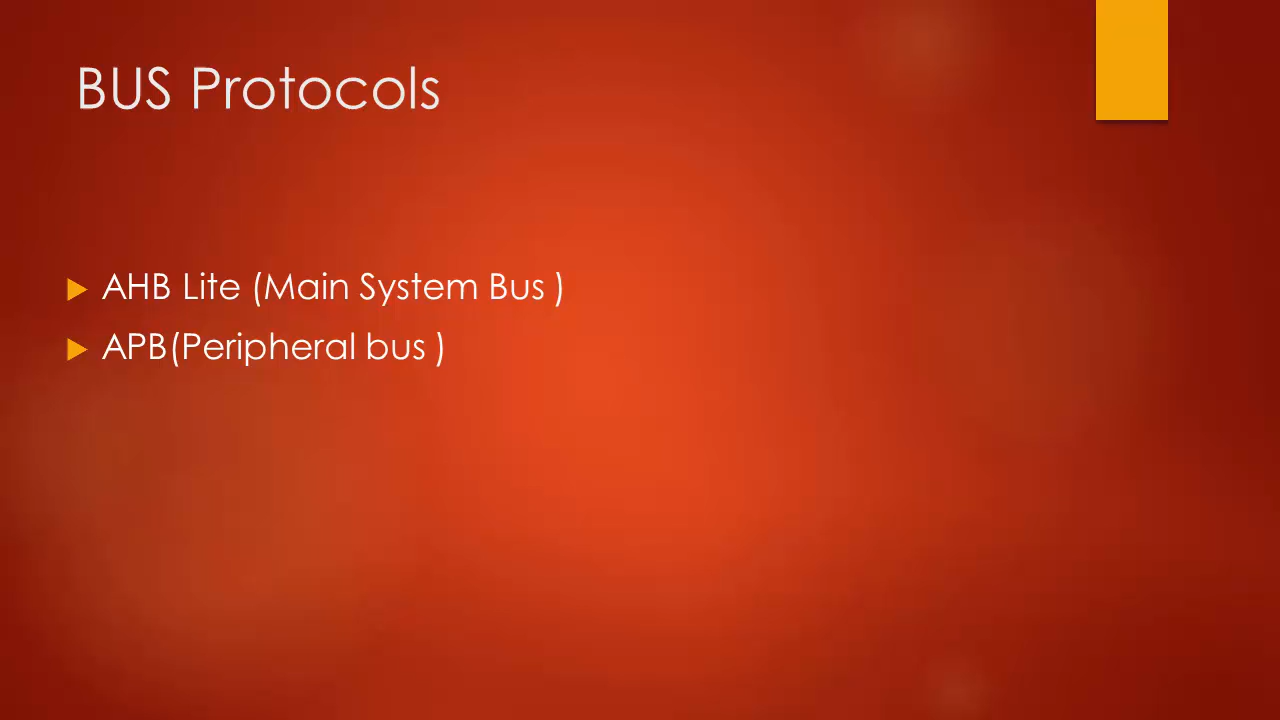 BUS Protocols
AHB Lite (Main System Bus )
APB(Peripheral bus )